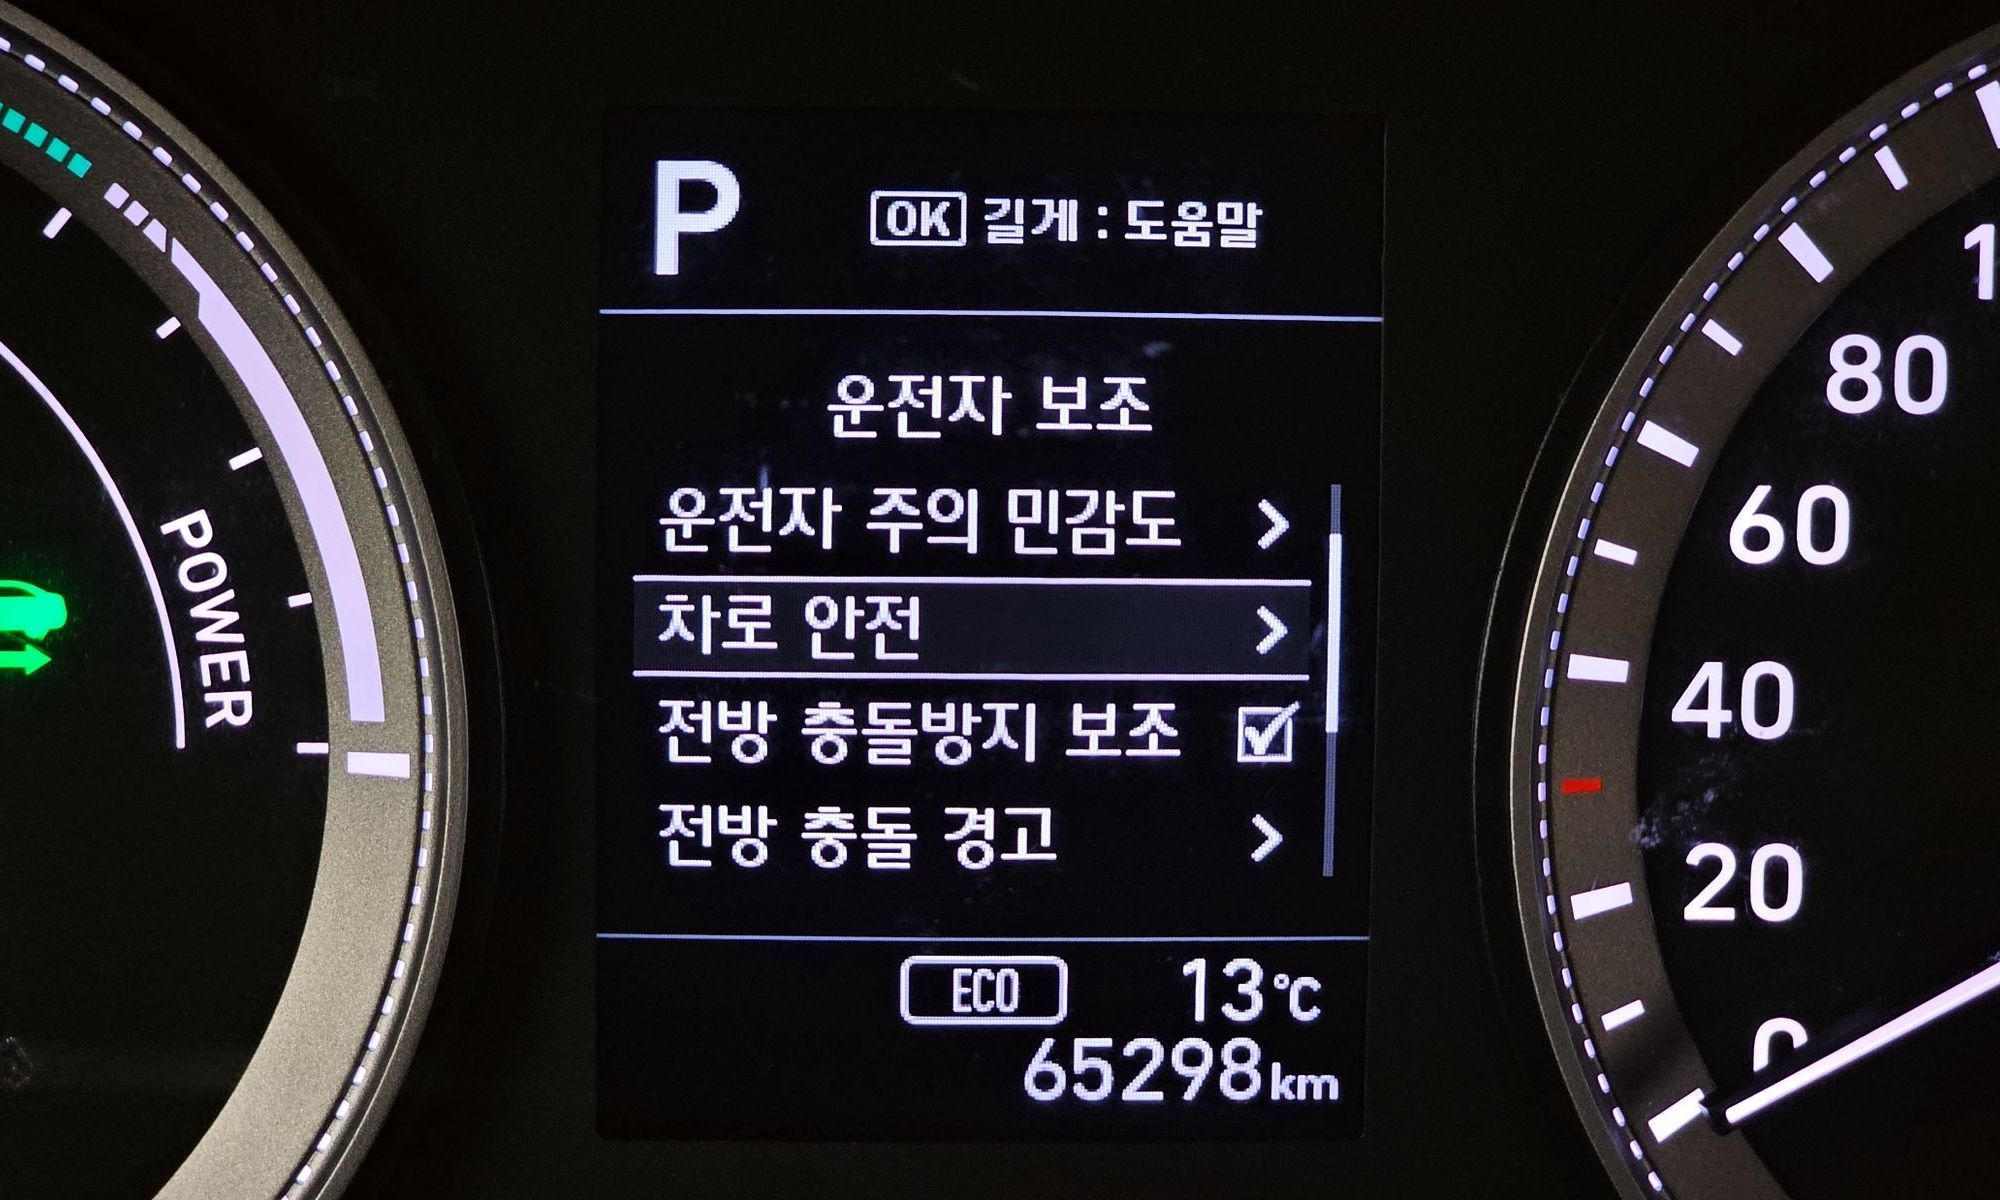 P
OK 길게 : 도움말
운전자 보조
운전자 주의 민감도
차로 안전
전방 충돌방지 보조
전방 충돌 경고
ECO 13℃
65298km
POWER
80
60
40
20
0